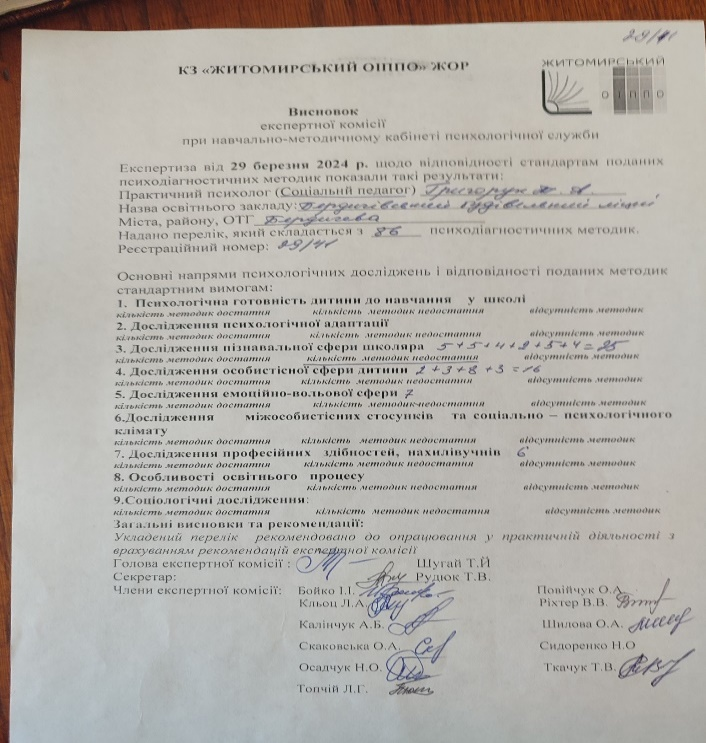 29/41
КЗ «ЖИТОМИРСЬКИЙ ОІППО» ЖОР
ЖИТОМИРСЬКИЙ
ОІППО
Висновок
експертної комісії
при навчально-методичному кабінеті психологічної служби
Експертиза від 29 березня 2024 р. щодо відповідності стандартам поданих
психодіагностичних методик показали такі результати:
Практичний психолог (Соціальний педагог) Григорук А.
Назва освітнього закладу: Бердичівський будівельний ліцей
Міста, району, ОТГ Бердичева
Надано перелік, який складається з 86 психодіагностичних методик.
Реєстраційний номер: 29/41
Основні напрями психологічних досліджень і відповідності поданих методик
стандартним вимогам:
1. Психологічна готовність дитини до навчання у школі
кількість методик достатня кількість методик недостатня відсутність методик
2. Дослідження психологічної адаптації
кількість методик достатня кількість методик недостатня відсутність методик
3. Дослідження пізнавальної сфери школяра 5+5+4+2+5+4=25
кількість методик достатня кількість методик недостатня відсутність методик
4. Дослідження особистісної сфери дитини 2+3+8+3=16
кількість методик достатня кількість методик недостатня відсутність методик
5. Дослідження емоційно-вольової сфери 7
кількість методик достатня кількість методик недостатня відсутність методик
6.Дослідження міжособистісних стосунків та соціально – психологічного
клімату
кількість методик достатня кількість методик недостатня відсутність методик
7. Дослідження професійних здібностей, нахилівучнів 6
кількість методик достатня кількість методик недостатня відсутність методик
8. Особливості освітнього процесу
кількість методик достатня кількість методик недостатня відсутність методик
9.Соціологічні дослідження:
кількість методик достатня кількість методик недостатня відсутність методик
Загальні висновки та рекомендації:
Укладений перелік рекомендовано до опрацювання у практичній діяльності з
врахуванням рекомендацій експертної комісії
Голова експертної комісії : Шугай Т.Й
Секретар: Рудюк Т.В.
Члени експертної комісії: Бойко І.І. Повійчук О.А.
Кльоц Л.А. Ріхтер В.В.
Калінчук А.Б. Шилова О.А.
Скаковська О.А. Сидоренко Н.О
Осадчук Н.О. Ткачук Т.В.
Топчій Л.Г.